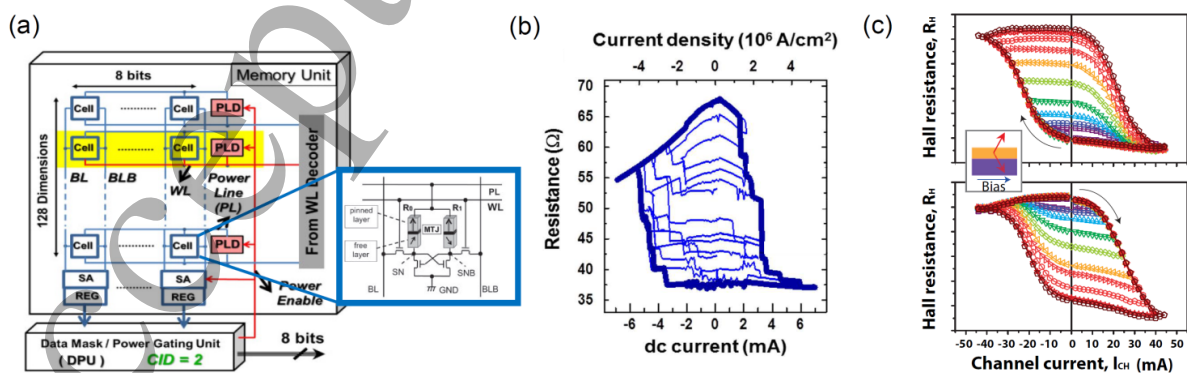 (a)
8 bits
Memory Unit
Cell
Cell
PLD
Cell
Cell
PLD
128 Dimensions
BL
BLB
WL
Power
Line
(PL)
From WL Decoder
Cell
Cell
PLD
SA
SA
REG
REG
Power
Enable
Data Mask / Power Gating Unit
( DPU )
CID = 2
8 bits
PL
WL
pinned
layer
R₀
R₁
MTJ
free
layer
SN
SNB
GND
BL
BLB
(b)
Current density (10⁶ A/cm²)
-4 -2 0 2 4
Resistance (Ω)
70
65
60
55
50
45
40
35
-6 -4 -2 0 2 4 6
dc current (mA)
(c)
Hall resistance, R_H
Bias
Hall resistance, R_H
-50 -40 -30 -20 -10 0 10 20 30 40 50
Channel current, I_CH (mA)
accep